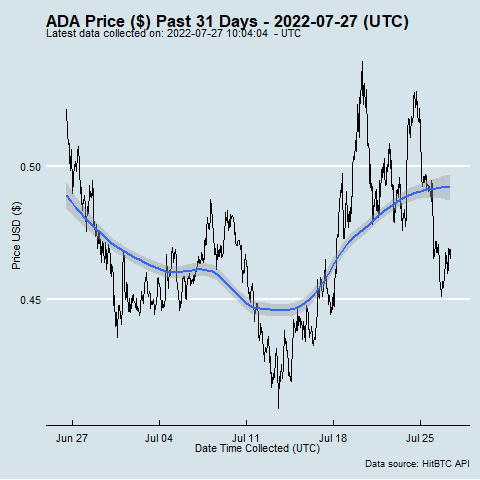 ADA Price ($) Past 31 Days - 2022-07-27 (UTC)
Latest data collected on: 2022-07-27 10:04:04 - UTC
0.50
0.45
Price USD ($)
Jun 27 Jul 04 Jul 11 Jul 18 Jul 25
Date Time Collected (UTC)
Data source: HitBTC API